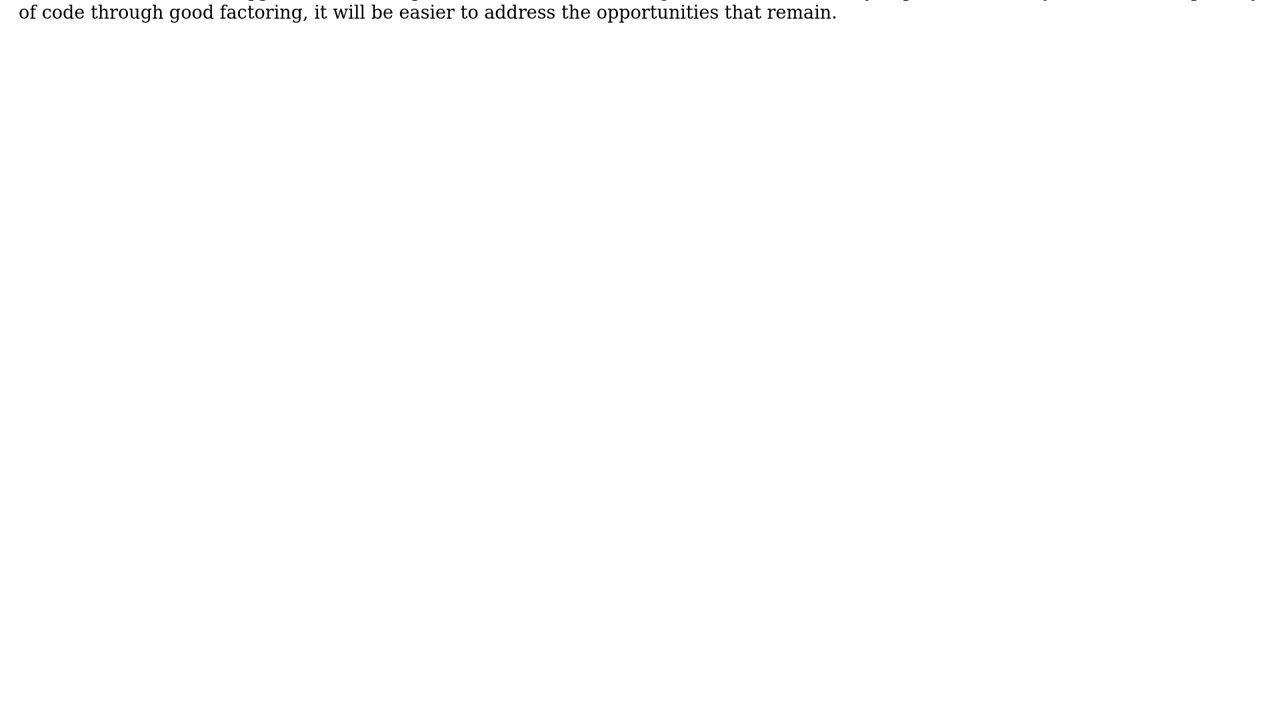 of code through good factoring, it will be easier to address the opportunities that remain.